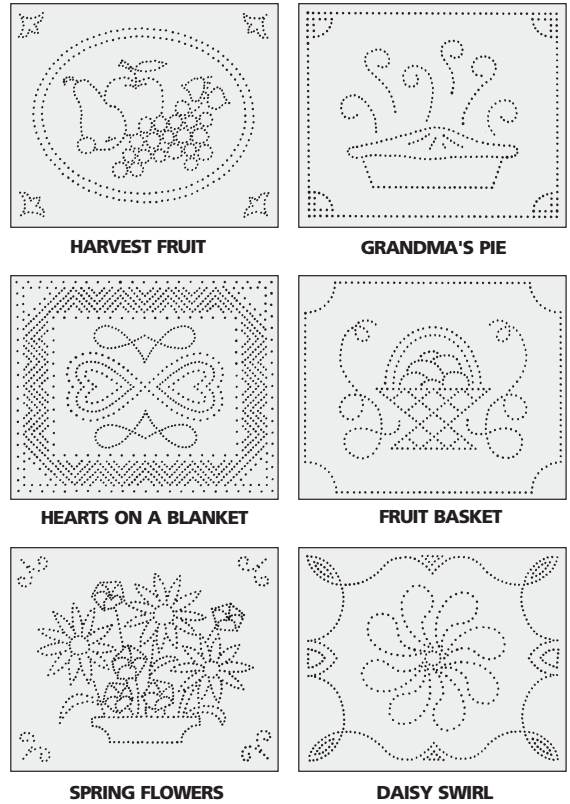 HARVEST FRUIT
GRANDMA'S PIE
HEARTS ON A BLANKET
FRUIT BASKET
SPRING FLOWERS
DAISY SWIRL